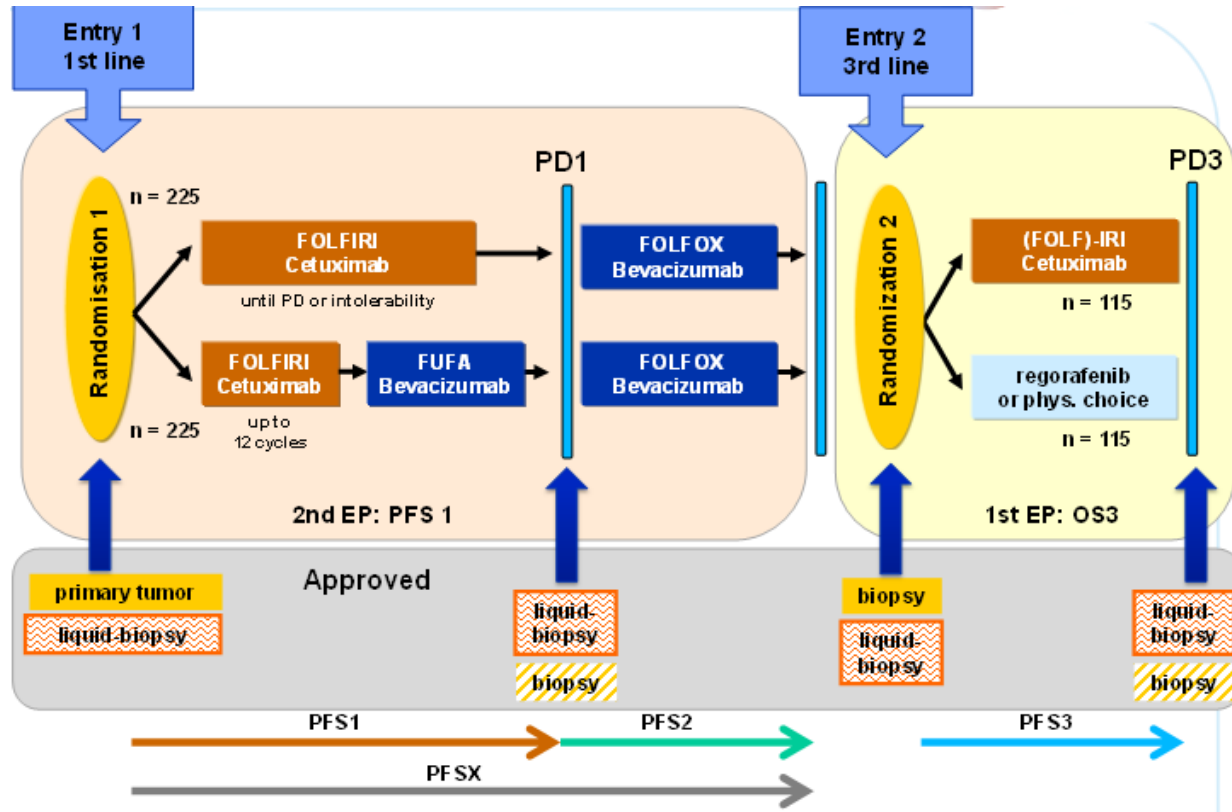 Entry 1
1st line
Entry 2
3rd line
PD1
PD3
n = 225
Randomisation 1
FOLFIRI
Cetuximab
until PD or intolerability
FOLFOX
Bevacizumab
FOLFIRI
Cetuximab
up to
12 cycles
FUFA
Bevacizumab
FOLFOX
Bevacizumab
n = 225
2nd EP: PFS 1
Randomization 2
(FOLF)-IRI
Cetuximab
n = 115
regorafenib
or phys. choice
n = 115
1st EP: OS3
Approved
primary tumor
liquid-biopsy
liquid-
biopsy
biopsy
biopsy
liquid-
biopsy
liquid-
biopsy
biopsy
PFS1
PFS2
PFS3
PFSX